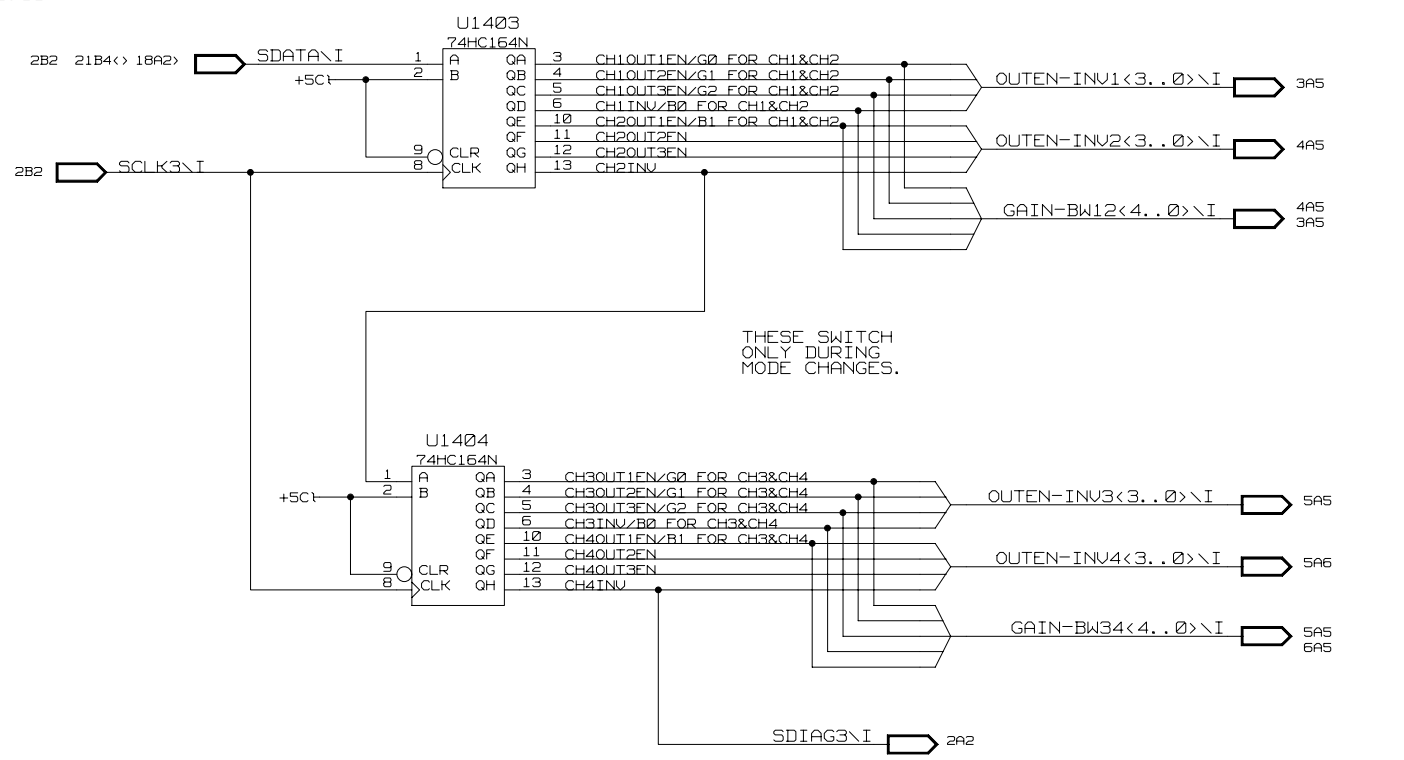 U1403
74HC164N
2B2 21B4<> 18A2> SDATA\I 1 A QA 3 CH1OUT1EN/G0 FOR CH1&CH2
+5C 2 B QB 4 CH1OUT2EN/G1 FOR CH1&CH2 OUTEN-INV1<3..0>\I 3A5
QC 5 CH1OUT3EN/G2 FOR CH1&CH2
QD 6 CH1INV/B0 FOR CH1&CH2
QE 10 CH2OUT1EN/B1 FOR CH1&CH2
QF 11 CH2OUT2EN OUTEN-INV2<3..0>\I 4A5
9 CLR QG 12 CH2OUT3EN
2B2 SCLK3\I 8 CLK QH 13 CH2INV
GAIN-BW12<4..0>\I 4A5
3A5
THESE SWITCH
ONLY DURING
MODE CHANGES.
U1404
74HC164N
1 A QA 3 CH3OUT1EN/G0 FOR CH3&CH4
+5C 2 B QB 4 CH3OUT2EN/G1 FOR CH3&CH4 OUTEN-INV3<3..0>\I 5A5
QC 5 CH3OUT3EN/G2 FOR CH3&CH4
QD 6 CH3INV/B0 FOR CH3&CH4
QE 10 CH4OUT1EN/B1 FOR CH3&CH4
QF 11 CH4OUT2EN OUTEN-INV4<3..0>\I 5A6
9 CLR QG 12 CH4OUT3EN
8 CLK QH 13 CH4INV
GAIN-BW34<4..0>\I 5A5
6A5
SDIAG3\I 2A2